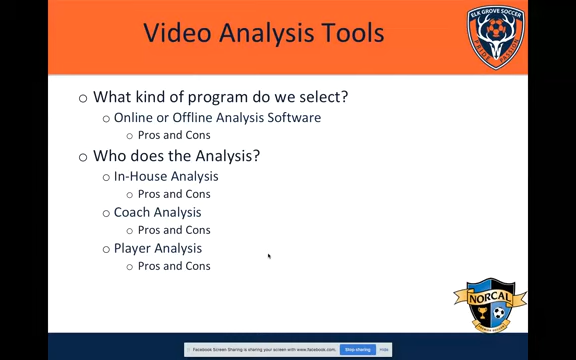 Video Analysis Tools
ELK GROVE SOCCER
PRIDE PASSION
What kind of program do we select?
Online or Offline Analysis Software
Pros and Cons
Who does the Analysis?
In-House Analysis
Pros and Cons
Coach Analysis
Pros and Cons
Player Analysis
Pros and Cons
NORCAL
Facebook Screen Sharing is sharing your screen with www.facebook.com.
Stop sharing
Hide